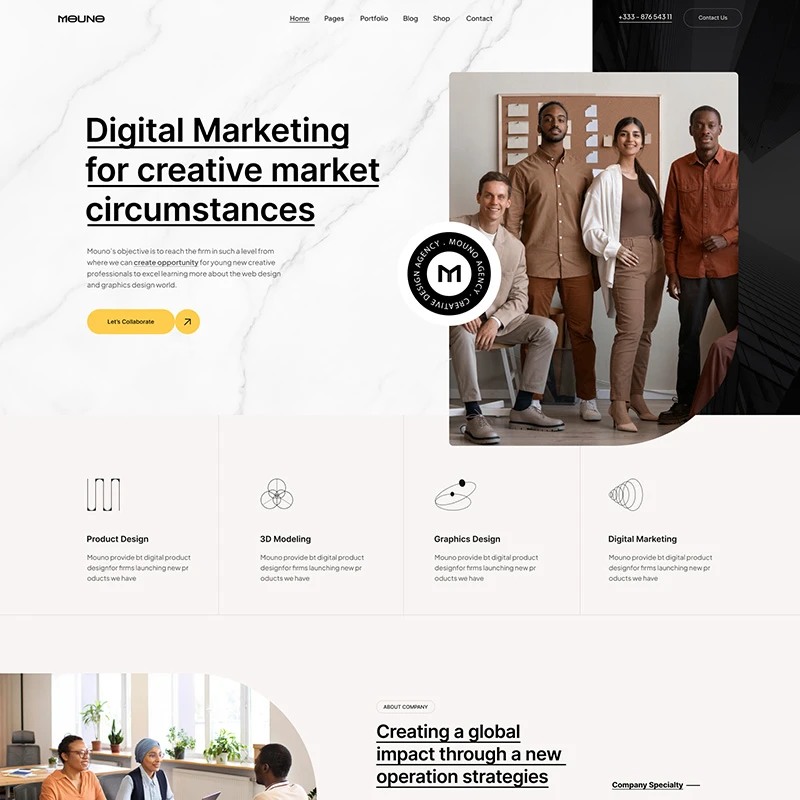 MOUNO
Home Pages Portfolio Blog Shop Contact
+333 - 876 543 11
Contact Us
Digital Marketing
for creative market
circumstances
Mouno's objective is to reach the firm in such a level from
where we can create opportunity for young new creative
professionals to excel learning more about the web design
and graphics design world.
Let's Collaborate
MOUNO AGENCY . CREATIVE DESIGN AGENCY .
M
Product Design
Mouno provide bt digital product
designfor firms launching new pr
oducts we have
3D Modeling
Mouno provide bt digital product
designfor firms launching new pr
oducts we have
Graphics Design
Mouno provide bt digital product
designfor firms launching new pr
oducts we have
Digital Marketing
Mouno provide bt digital product
designfor firms launching new pr
oducts we have
ABOUT COMPANY
Creating a global
impact through a new
operation strategies
Company Specialty